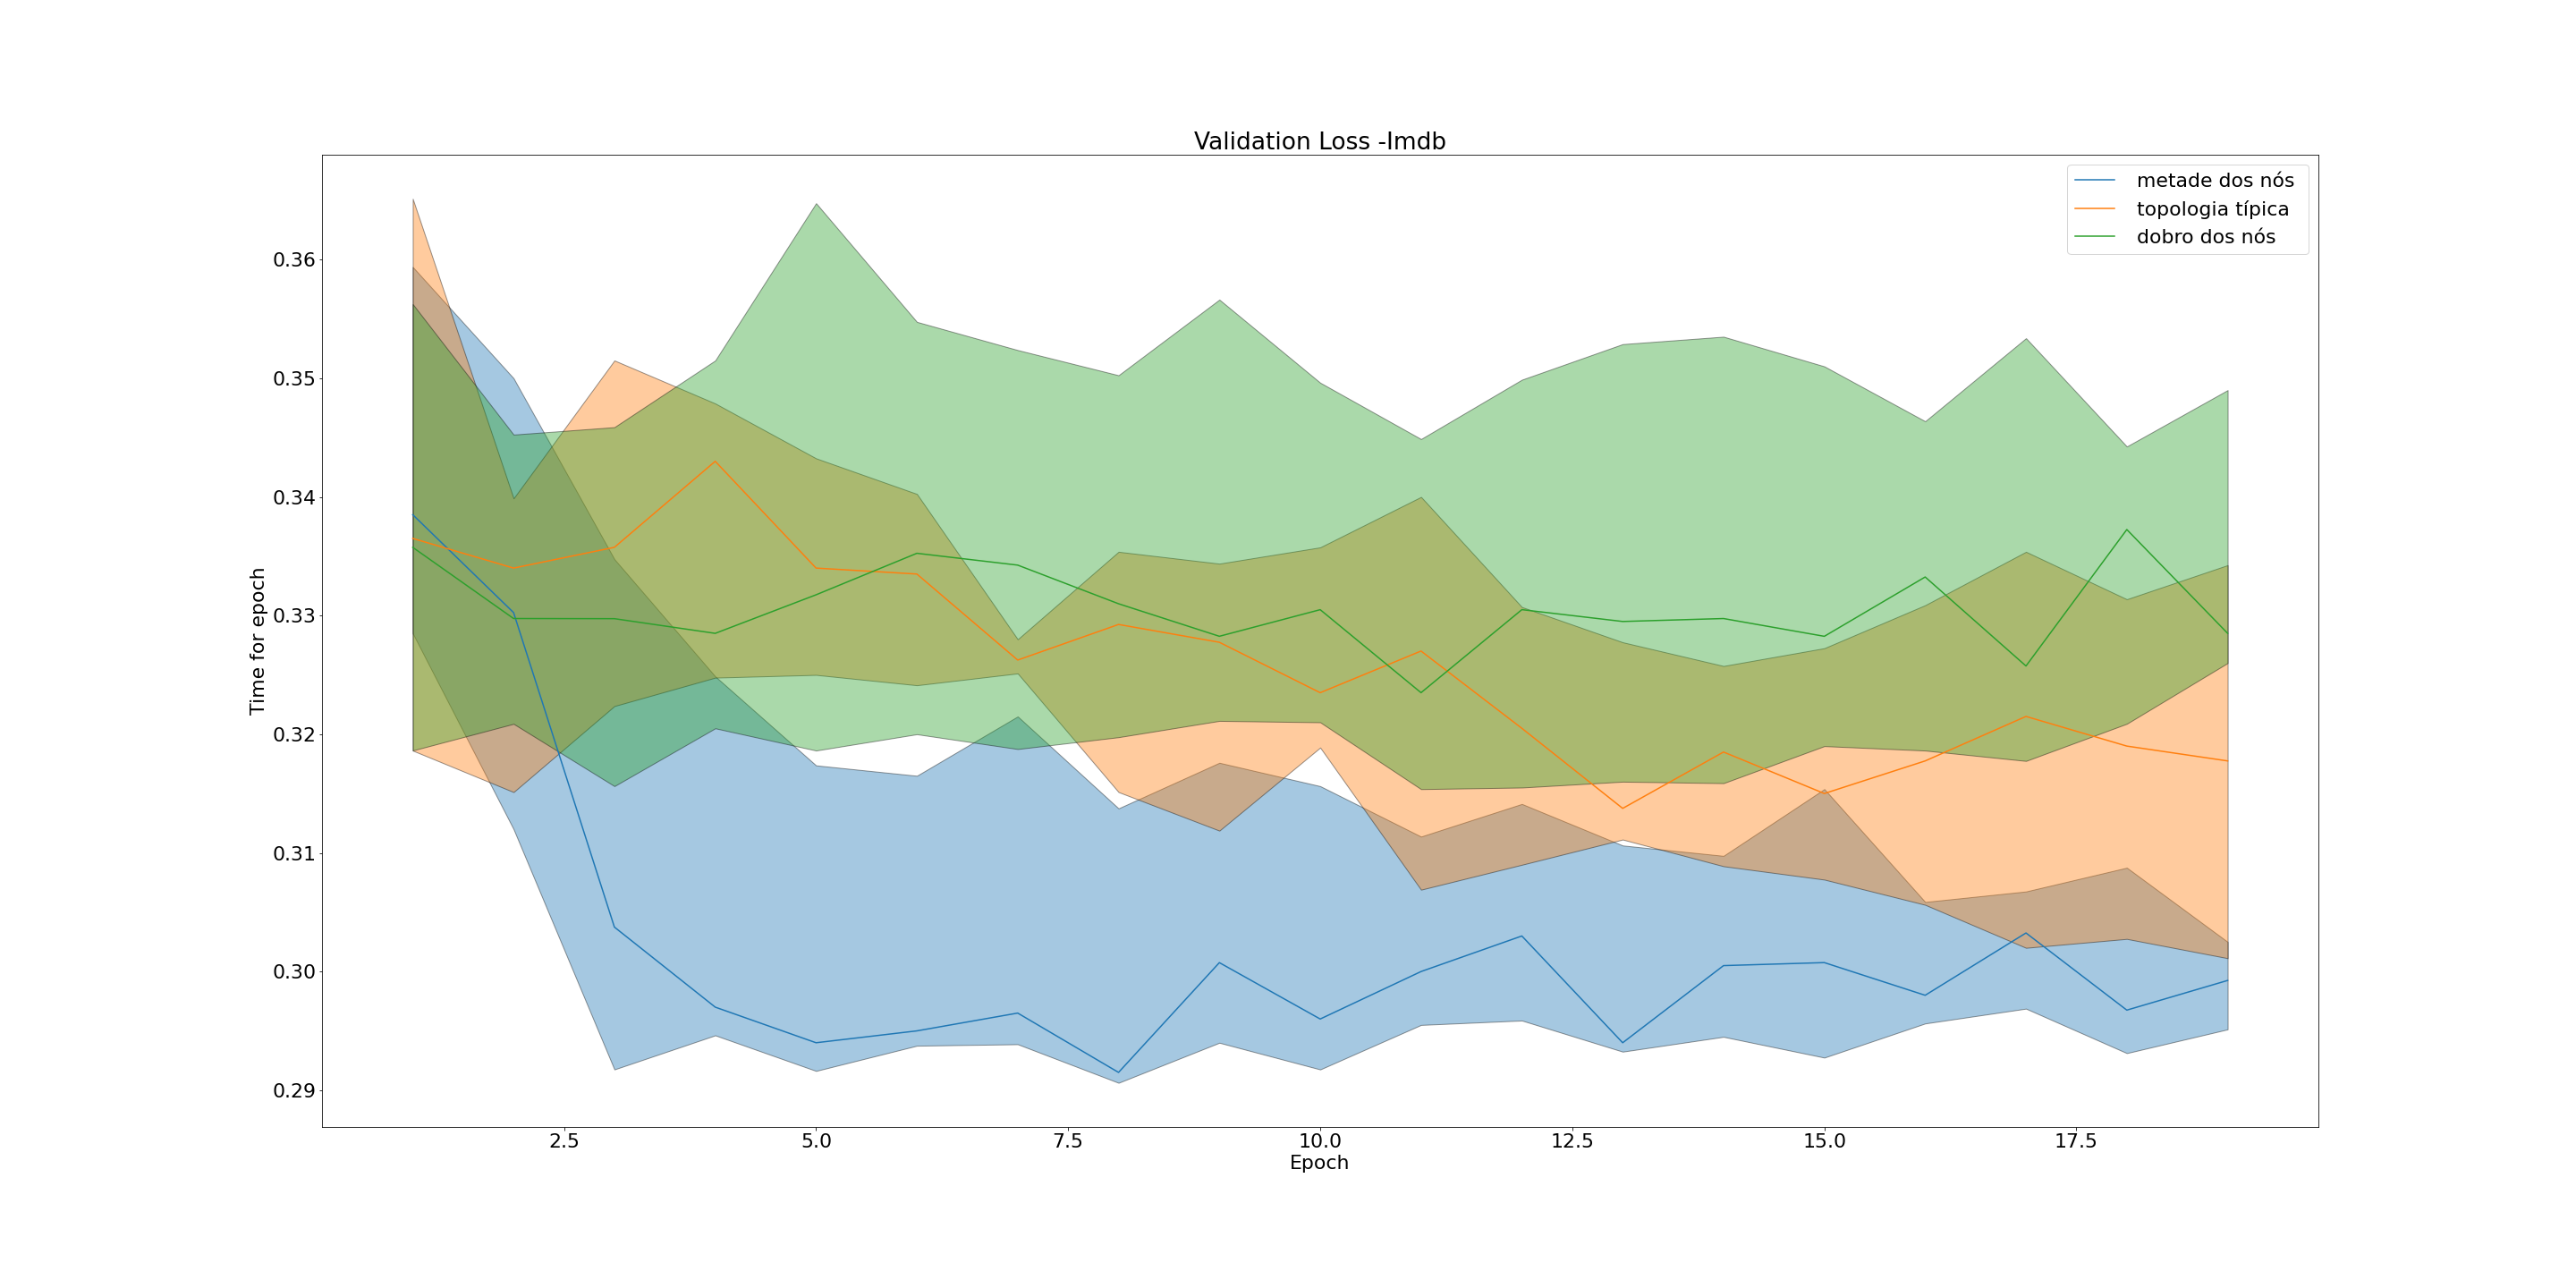 Validation Loss -Imdb
metade dos nós
topologia típica
dobro dos nós
Time for epoch
0.36
0.35
0.34
0.33
0.32
0.31
0.30
0.29
2.5 5.0 7.5 10.0 12.5 15.0 17.5
Epoch